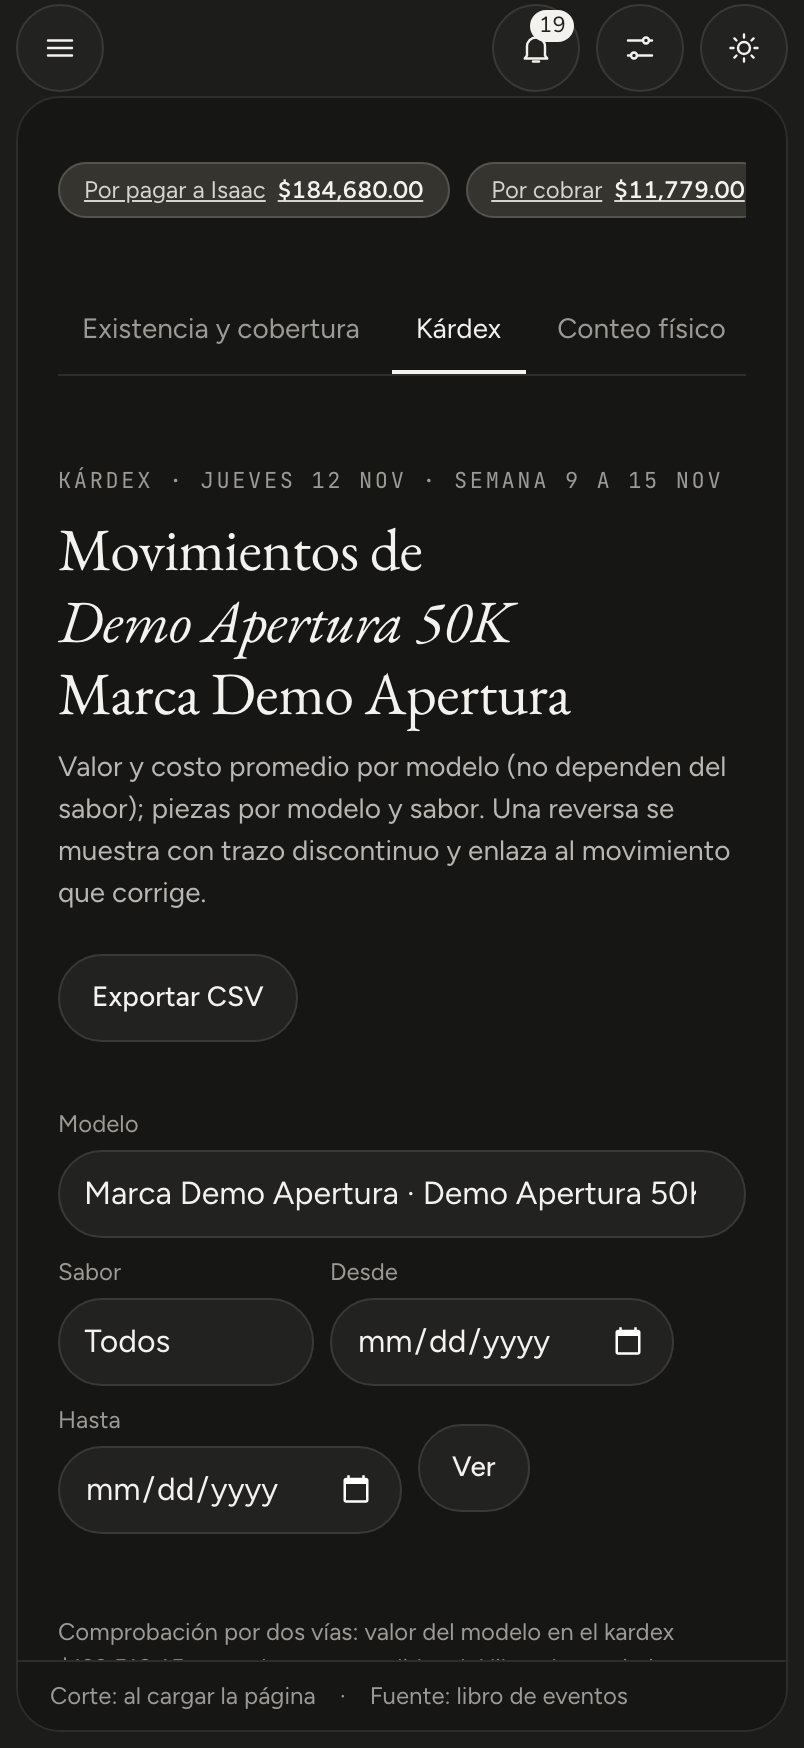 19
Por pagar a Isaac $184,680.00
Por cobrar $11,779.00
Existencia y cobertura
Kárdex
Conteo físico
KÁRDEX · JUEVES 12 NOV · SEMANA 9 A 15 NOV
Movimientos de
Demo Apertura 50K
Marca Demo Apertura
Valor y costo promedio por modelo (no dependen del
sabor); piezas por modelo y sabor. Una reversa se
muestra con trazo discontinuo y enlaza al movimiento
que corrige.
Exportar CSV
Modelo
Marca Demo Apertura · Demo Apertura 50K
Sabor
Desde
Todos
mm/dd/yyyy
Hasta
mm/dd/yyyy
Ver
Comprobación por dos vías: valor del modelo en el kardex
Corte: al cargar la página · Fuente: libro de eventos